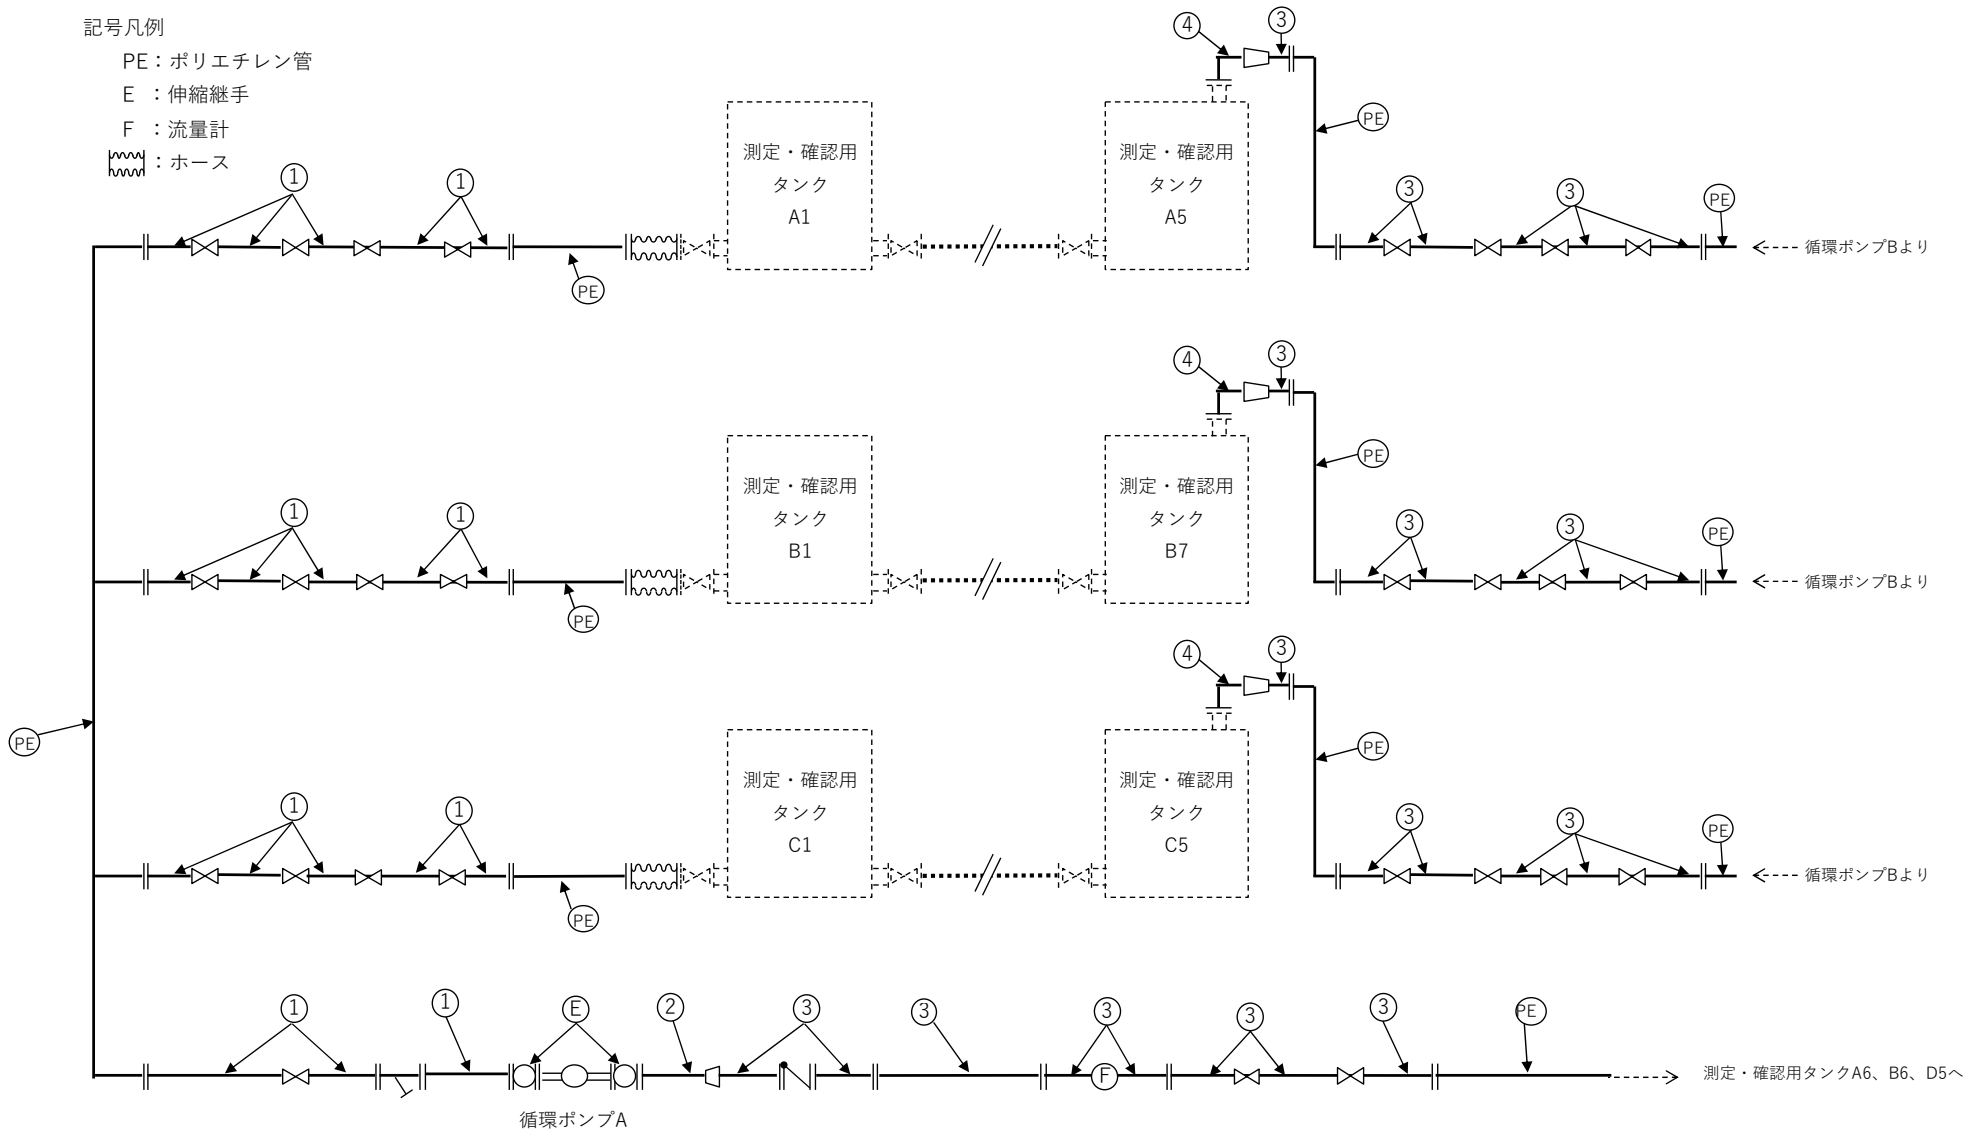 記号凡例
PE：ポリエチレン管
E ：伸縮継手
F ：流量計
：ホース
④ ③
PE
① ①
測定・確認用
タンク
A1
測定・確認用
タンク
A5
③ ③ PE
循環ポンプBより
PE
④ ③
PE
① ①
測定・確認用
タンク
B1
測定・確認用
タンク
B7
③ ③ PE
循環ポンプBより
PE
④ ③
PE
PE
① ①
測定・確認用
タンク
C1
測定・確認用
タンク
C5
③ ③ PE
循環ポンプBより
PE
① ① E ② ③ ③ ③ ③ ③ PE
F
測定・確認用タンクA6、B6、D5へ
循環ポンプA